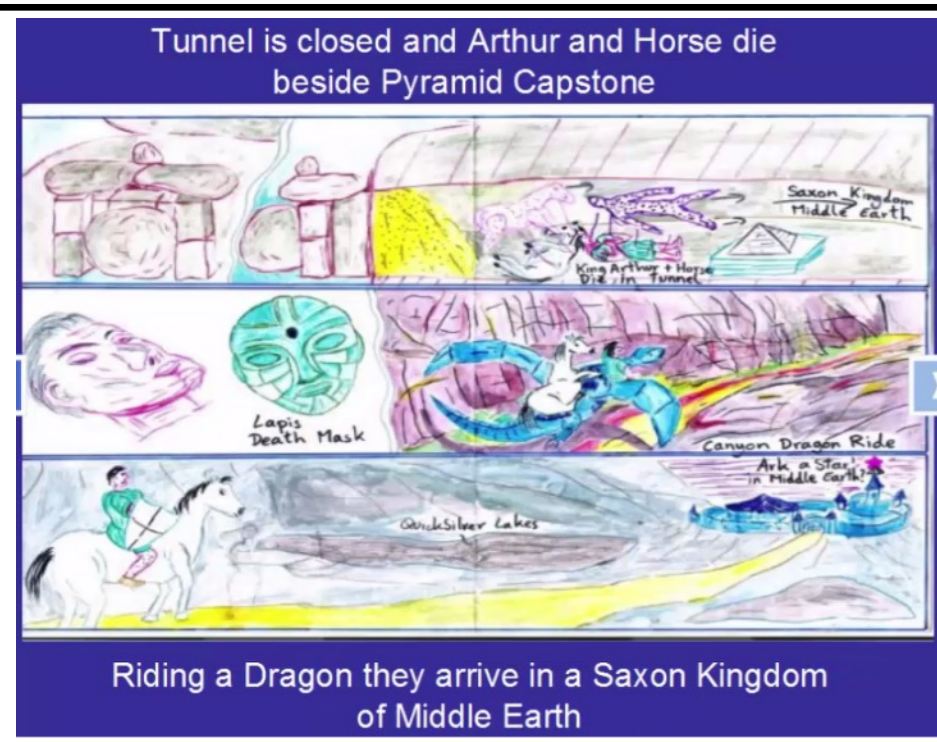 Tunnel is closed and Arthur and Horse die
beside Pyramid Capstone
Saxon Kingdom
Middle Earth
King Arthur + Horse
Die, In Tunnel
Lapis
Death Mask
Canyon Dragon Ride
Ark a Star!
in Middle Earth?
QuickSilver Lakes
Riding a Dragon they arrive in a Saxon Kingdom
of Middle Earth